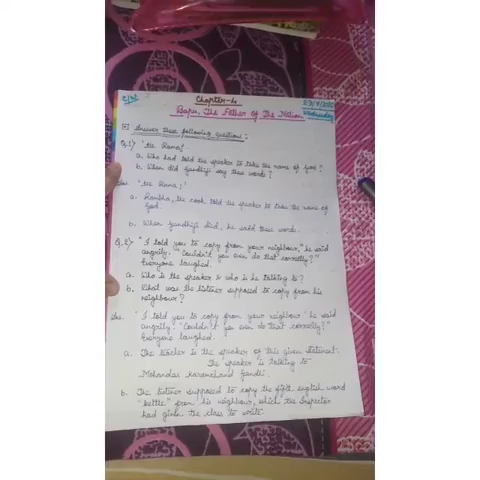 C/W
Chapter-4
Bapu, The Father Of The Nation
Wednesday
Answer these following questions:
Q.1) "He Rama!"
a. Who had told the speaker to take the name of God?
b. When did Gandhiji say these words?
Ans. "He Rama!"
a. Rambha, the cook told the speaker to take the name of
God.
b. When Gandhiji died, he said these words.
Q.2) "I told you to copy from your neighbour," he said
angrily. "Couldn't you even do that correctly?"
Everyone laughed.
a. Who is the speaker & who is he talking to?
b. What was the listener supposed to copy from his
neighbour?
Ans. "I told you to copy from your neighbour" he said
angrily. "Couldn't you even do that correctly?"
Everyone laughed.
a. The teacher is the speaker of this given statement.
The speaker is talking to
Mohandas Karamchand Gandhi.
b. The listener supposed to copy the fifth english word
"kettle" from his neighbour, which the Inspector
had given the class to write.